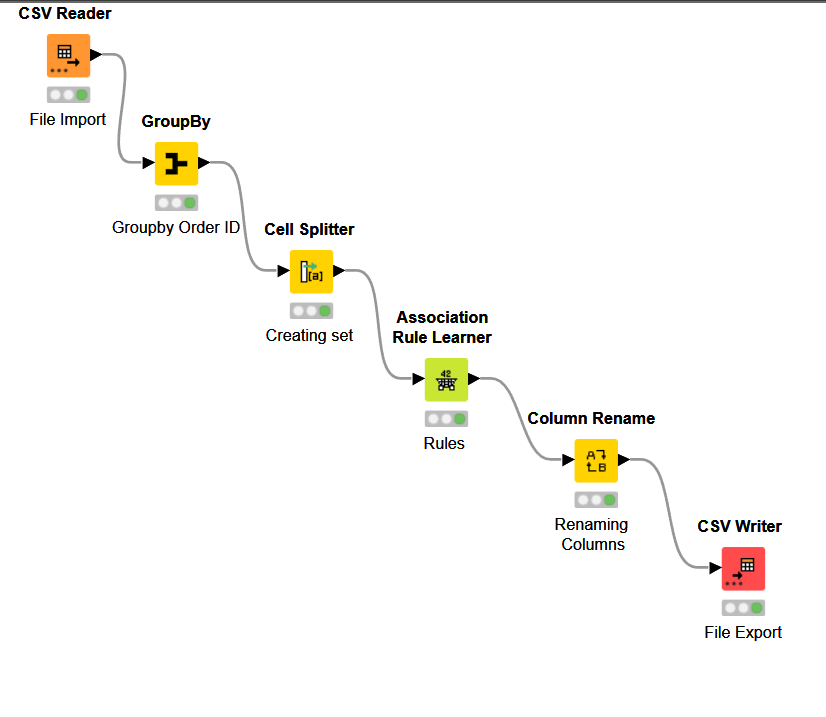 CSV Reader
File Import
GroupBy
Groupby Order ID
Cell Splitter
[a]
Creating set
Association
Rule Learner
42
Rules
Column Rename
A
B
Renaming
Columns
CSV Writer
File Export